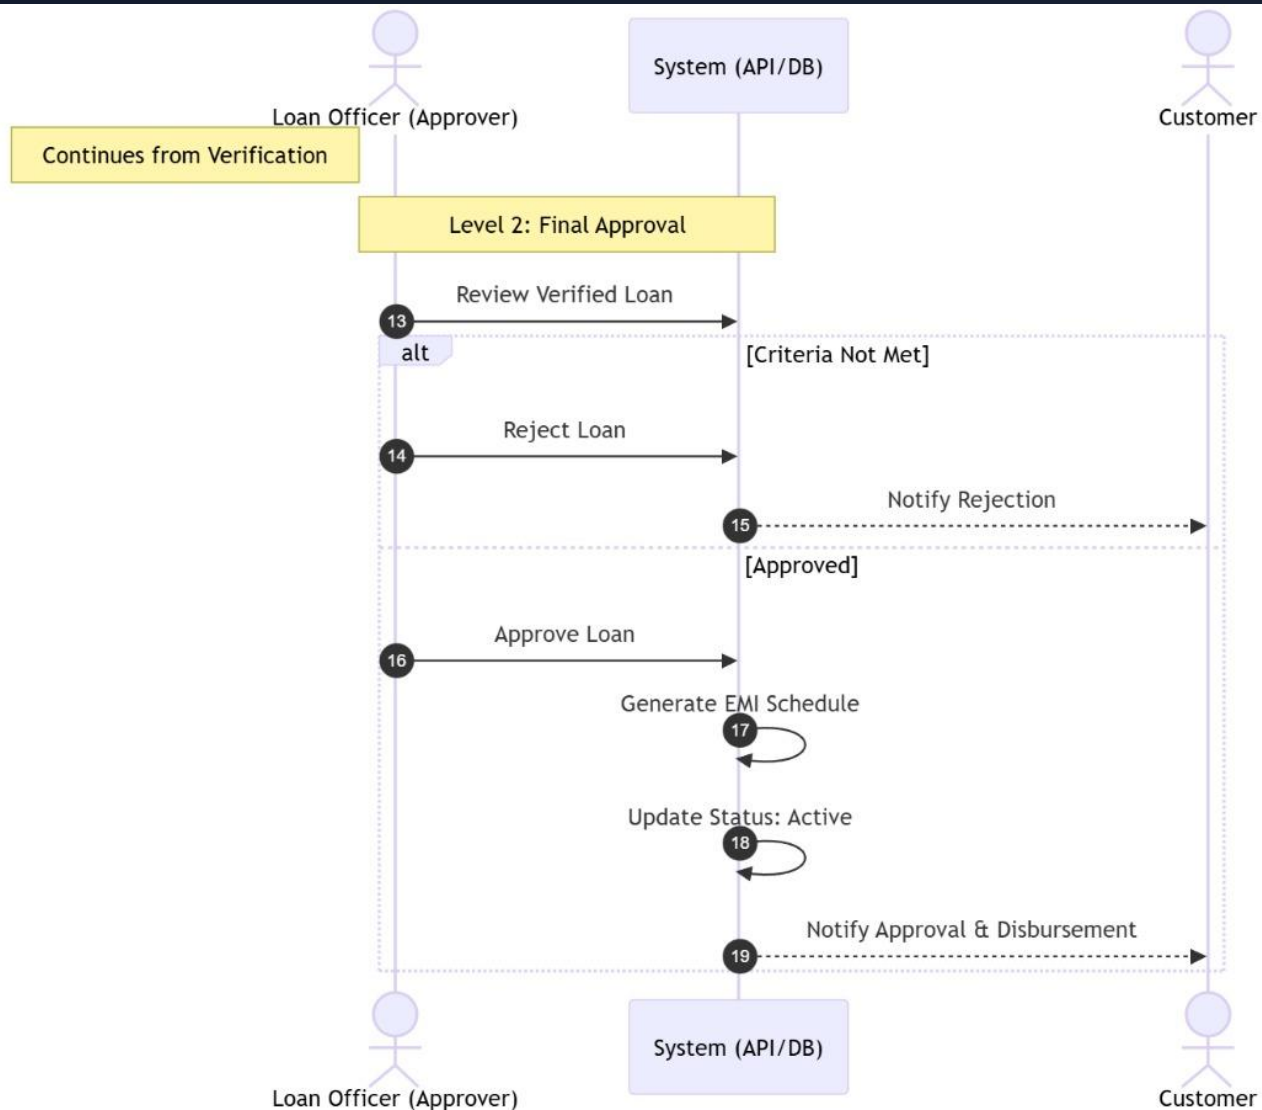 System (API/DB)
Loan Officer (Approver)
Customer
Continues from Verification
Level 2: Final Approval
Review Verified Loan
13
alt
[Criteria Not Met]
Reject Loan
14
Notify Rejection
15
[Approved]
Approve Loan
16
Generate EMI Schedule
17
Update Status: Active
18
Notify Approval & Disbursement
19
System (API/DB)
Loan Officer (Approver)
Customer